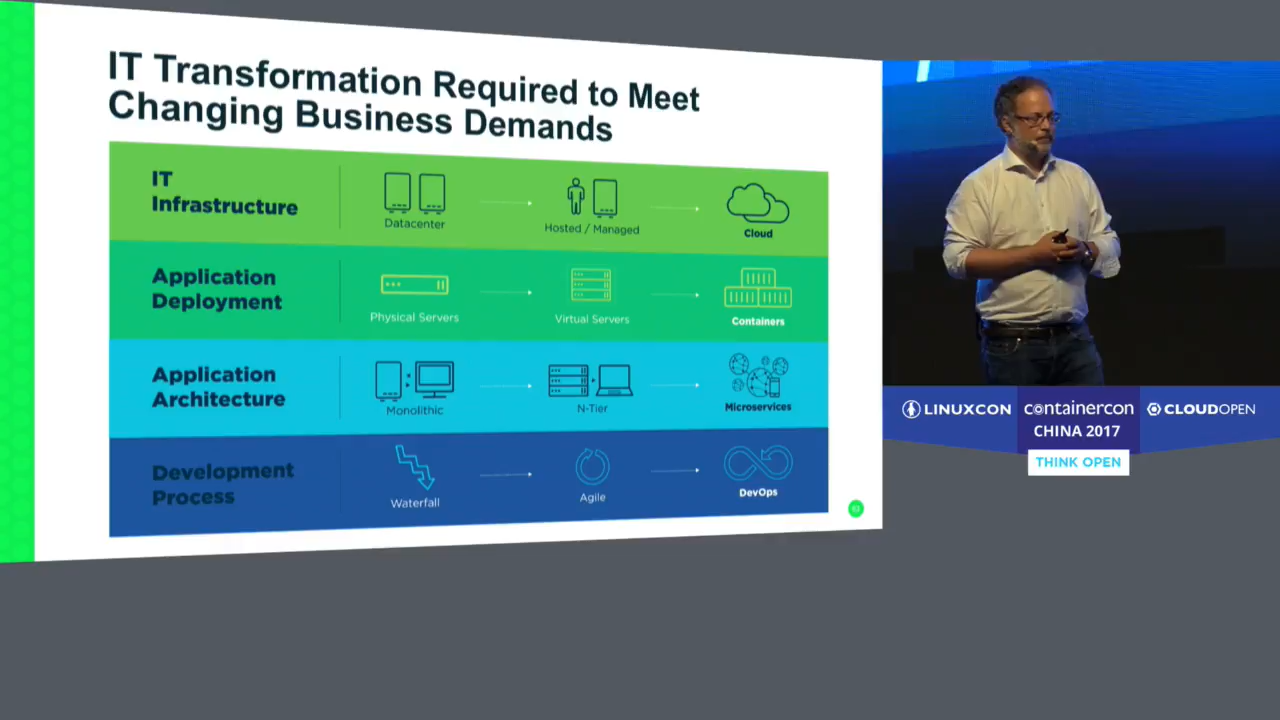 IT Transformation Required to Meet
Changing Business Demands
IT
Infrastructure
Datacenter
Hosted / Managed
Cloud
Application
Deployment
Physical Servers
Virtual Servers
Containers
Application
Architecture
Monolithic
N-Tier
Microservices
Development
Process
Waterfall
Agile
DevOps
LINUXCON
containercon
CLOUDOPEN
CHINA 2017
THINK OPEN